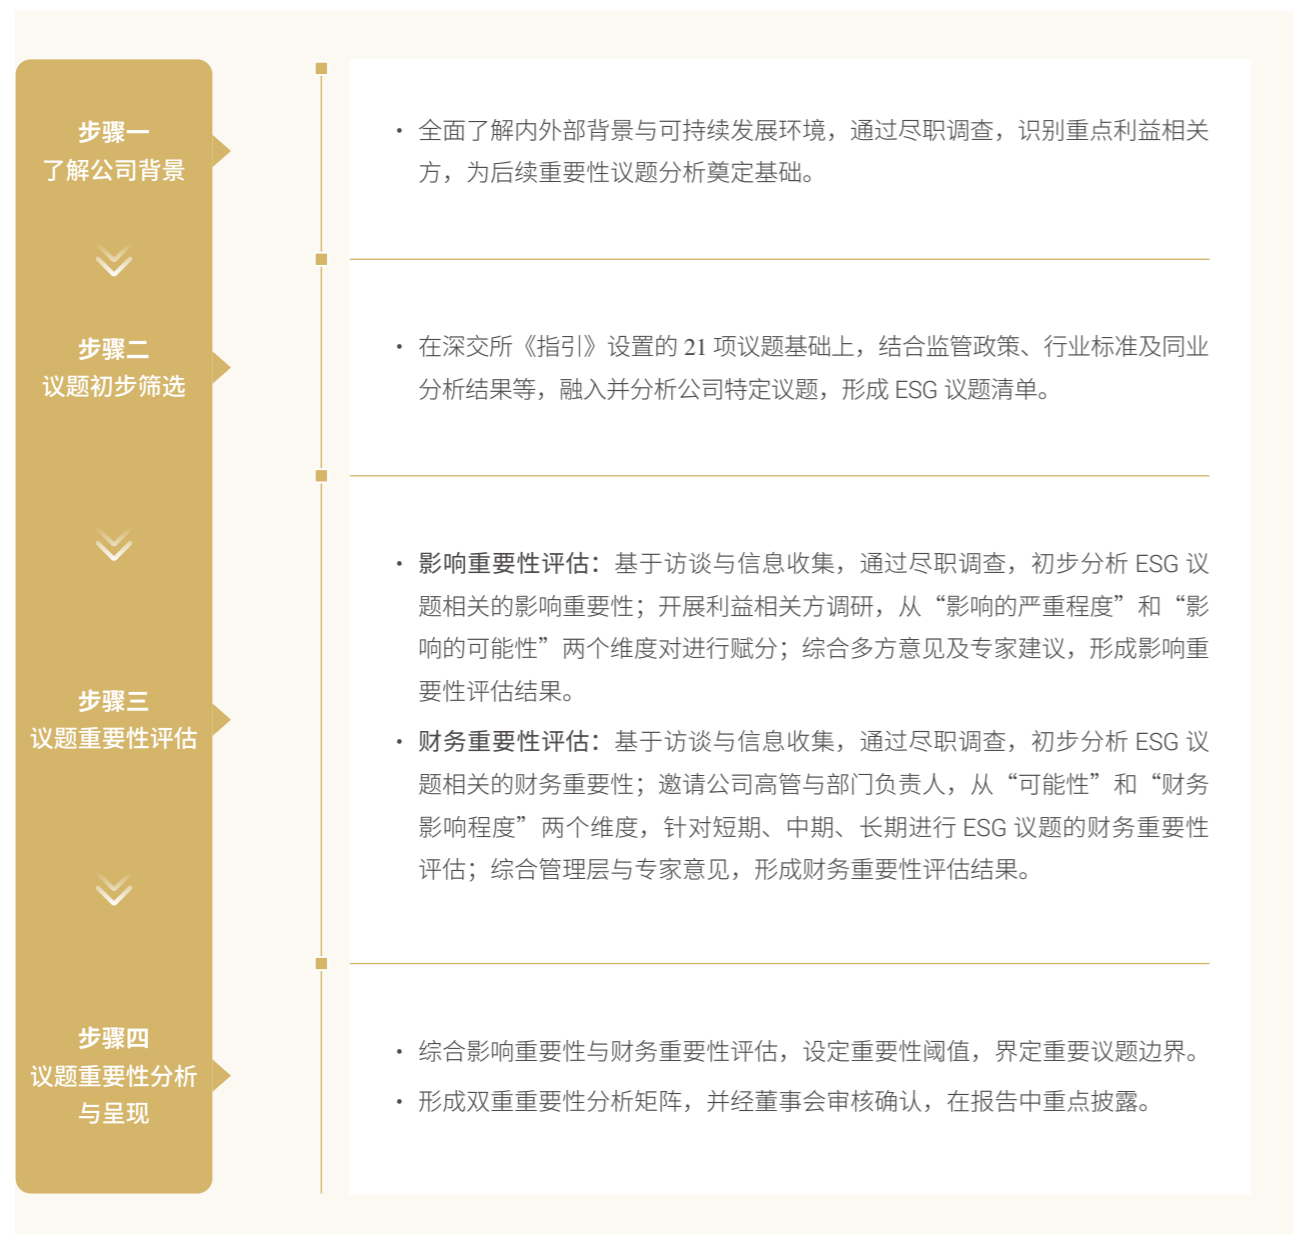 步骤一
了解公司背景
· 全面了解内外部背景与可持续发展环境，通过尽职调查，识别重点利益相关
方，为后续重要性议题分析奠定基础。
步骤二
议题初步筛选
· 在深交所《指引》设置的 21 项议题基础上，结合监管政策、行业标准及同业
分析结果等，融入并分析公司特定议题，形成 ESG 议题清单。
步骤三
议题重要性评估
· 影响重要性评估：基于访谈与信息收集，通过尽职调查，初步分析 ESG 议
题相关的影响重要性；开展利益相关方调研，从“影响的严重程度”和“影
响的可能性”两个维度对进行赋分；综合多方意见及专家建议，形成影响重
要性评估结果。
· 财务重要性评估：基于访谈与信息收集，通过尽职调查，初步分析 ESG 议
题相关的财务重要性；邀请公司高管与部门负责人，从“可能性”和“财务
影响程度”两个维度，针对短期、中期、长期进行 ESG 议题的财务重要性
评估；综合管理层与专家意见，形成财务重要性评估结果。
步骤四
议题重要性分析
与呈现
· 综合影响重要性与财务重要性评估，设定重要性阈值，界定重要议题边界。
· 形成双重重要性分析矩阵，并经董事会审核确认，在报告中重点披露。